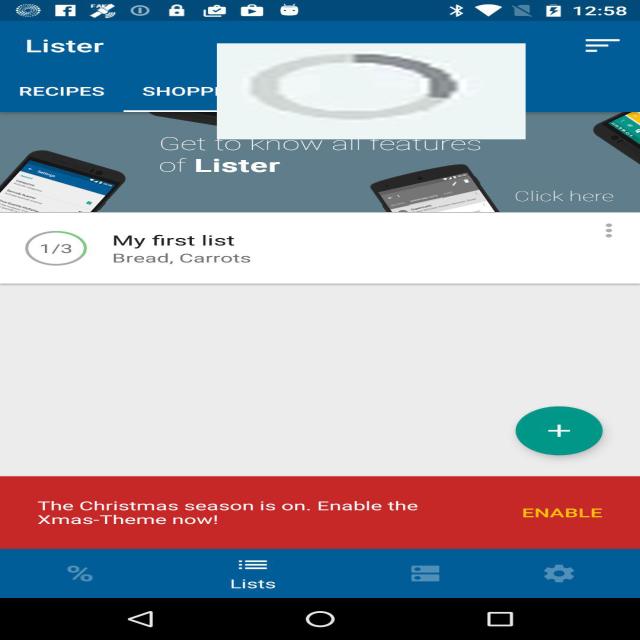 12:58
Lister
RECIPES
Get to know all features
of Lister
Click here
1/3
My first list
Bread, Carrots
The Christmas season is on. Enable the
Xmas-Theme now!
ENABLE
Lists